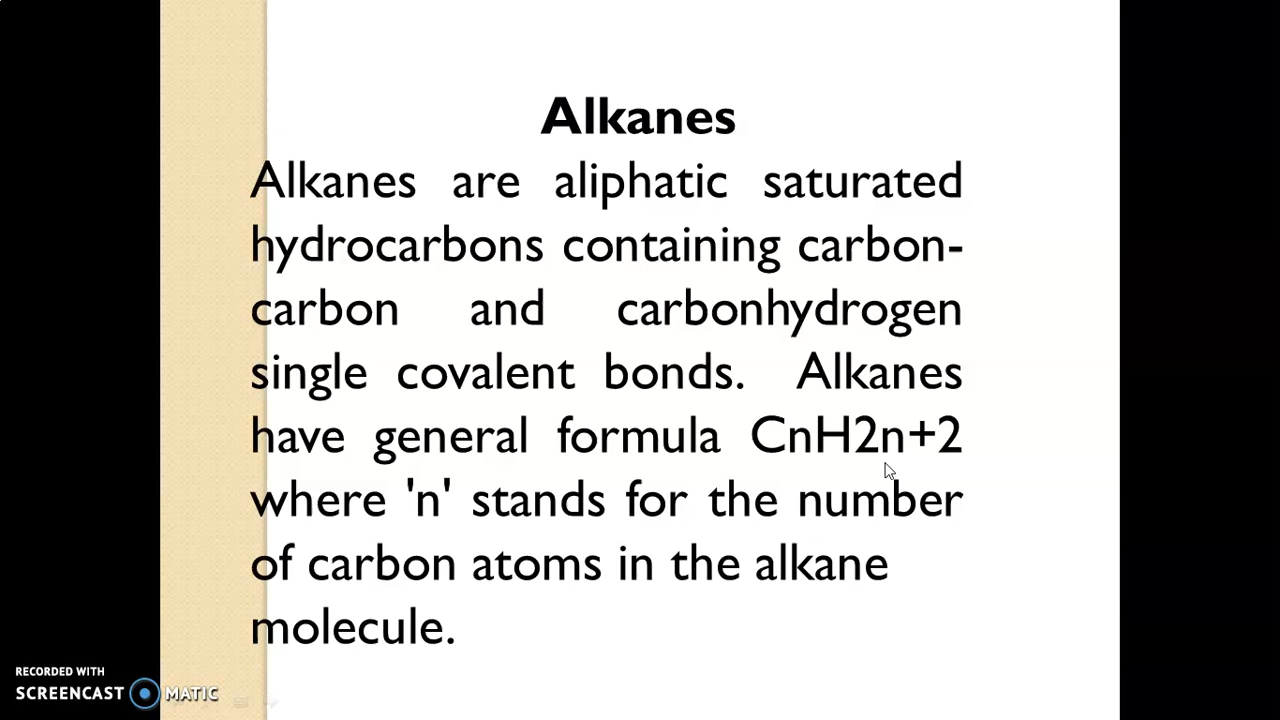 Alkanes
Alkanes are aliphatic saturated
hydrocarbons containing carbon-
carbon and carbonhydrogen
single covalent bonds. Alkanes
have general formula CnH2n+2
where 'n' stands for the number
of carbon atoms in the alkane
molecule.
RECORDED WITH
SCREENCAST MATIC